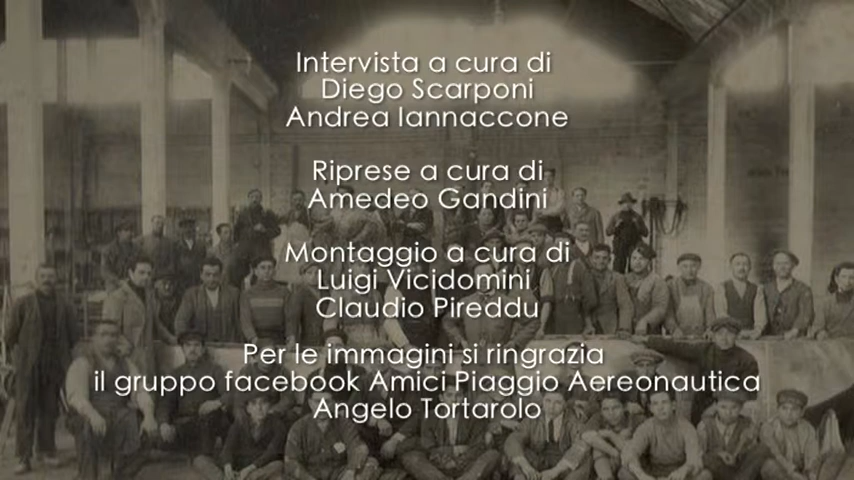 Intervista a cura di
Diego Scarponi
Andrea Iannaccone
Riprese a cura di
Amedeo Gandini
Montaggio a cura di
Luigi Vicidomini
Claudio Pireddu
Per le immagini si ringrazia
il gruppo facebook Amici Piaggio Aereonautica
Angelo Tortarolo